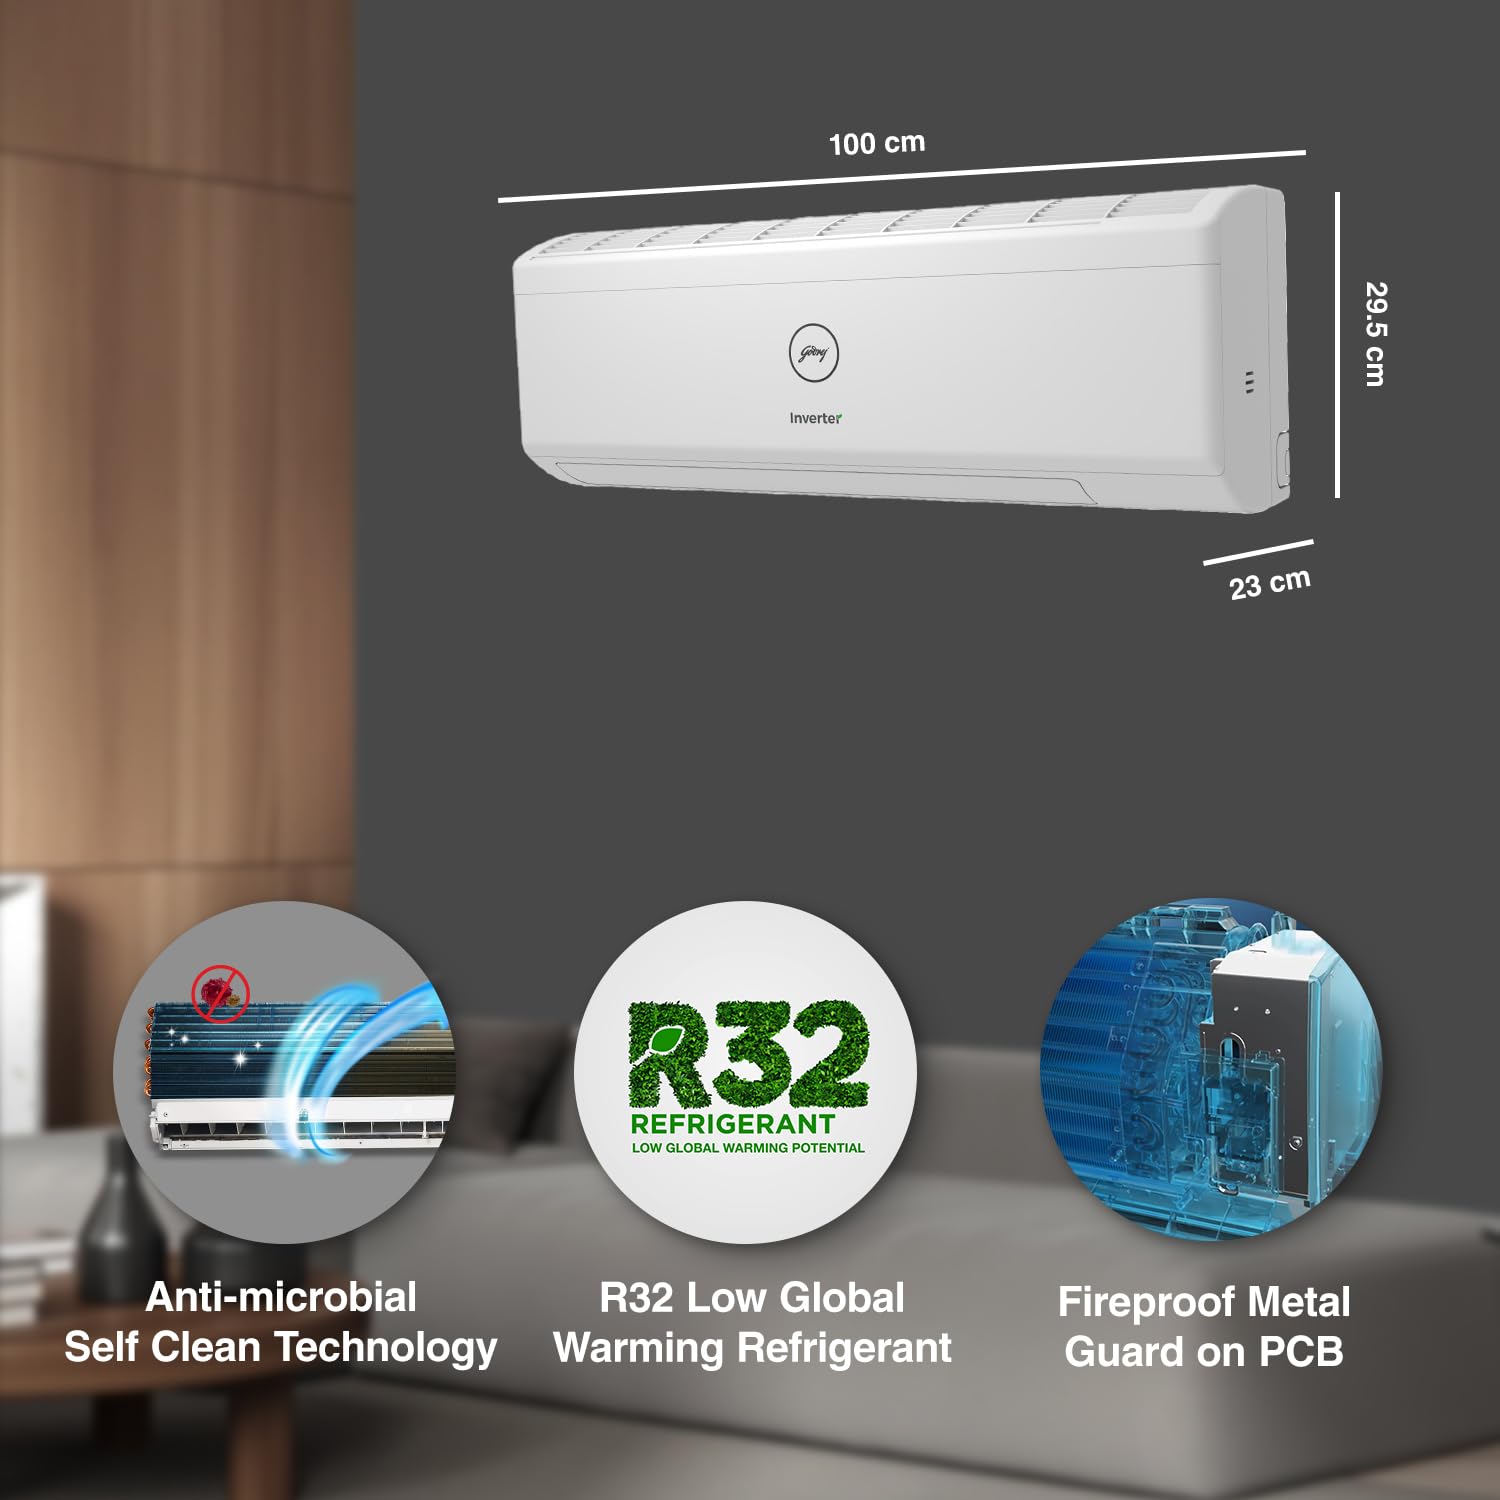 100 cm
29.5 cm
Godrej
Inverter
23 cm
R32
REFRIGERANT
LOW GLOBAL WARMING POTENTIAL
Anti-microbial
Self Clean Technology
R32 Low Global
Warming Refrigerant
Fireproof Metal
Guard on PCB